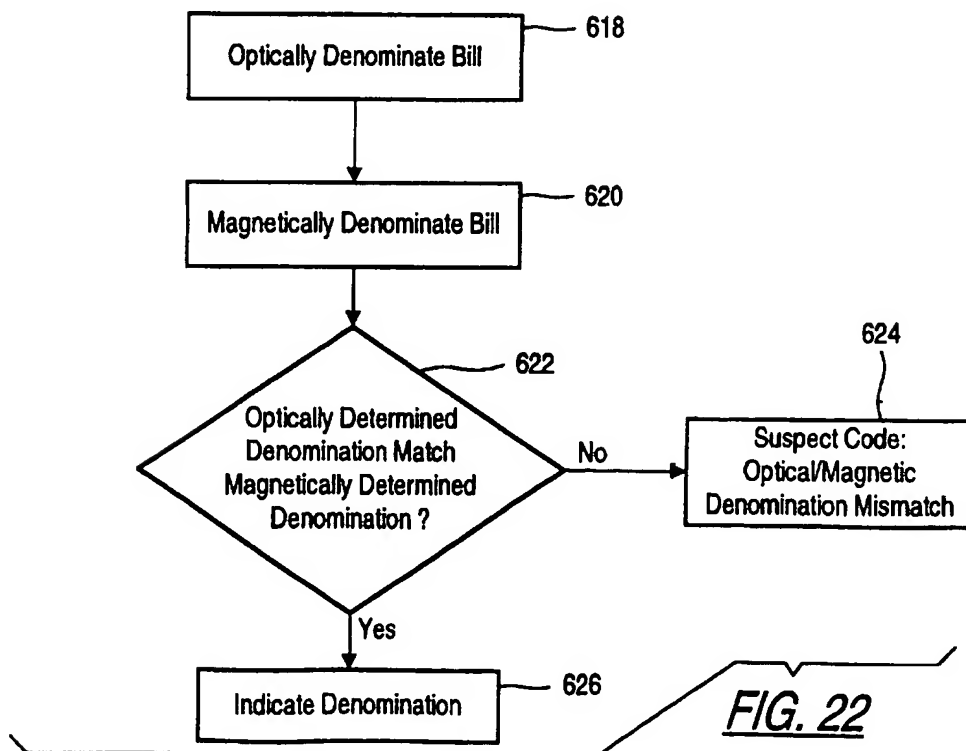 Optically Denominate Bill
618
Magnetically Denominate Bill
620
622
Optically Determined
Denomination Match
Magnetically Determined
Denomination ?
No
624
Suspect Code:
Optical/Magnetic
Denomination Mismatch
Yes
Indicate Denomination
626
FIG. 22